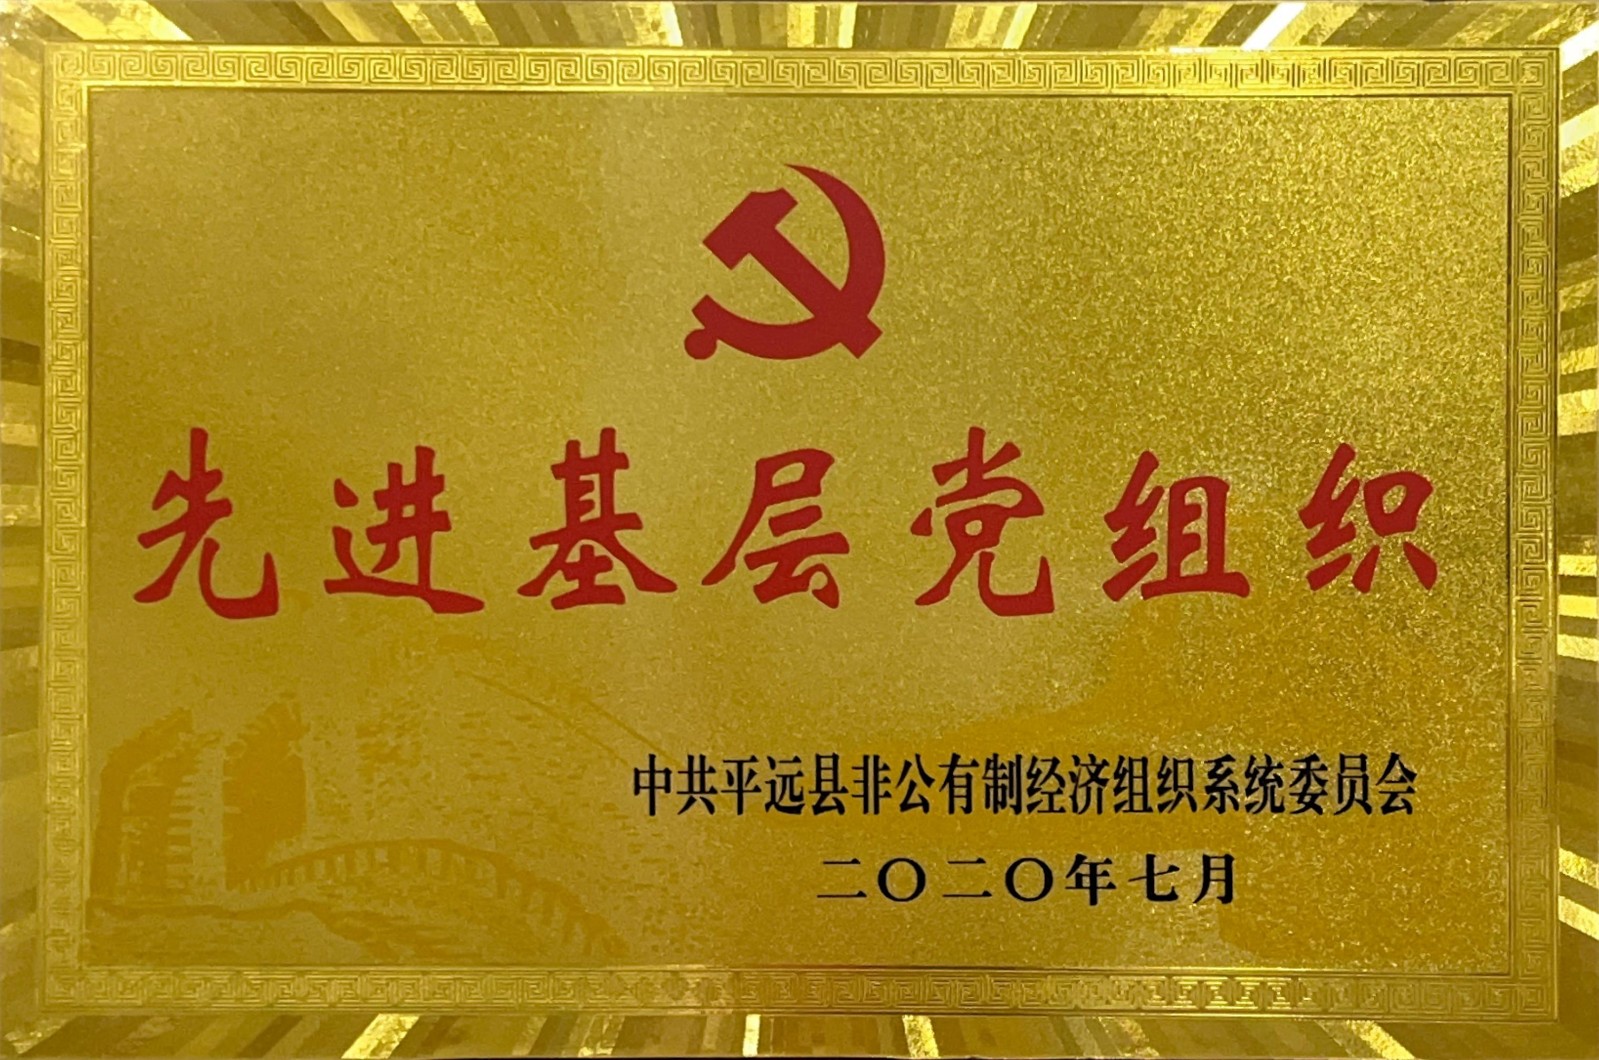 先进基层党组织
中共平远县非公有制经济组织系统委员会
二〇二〇年七月